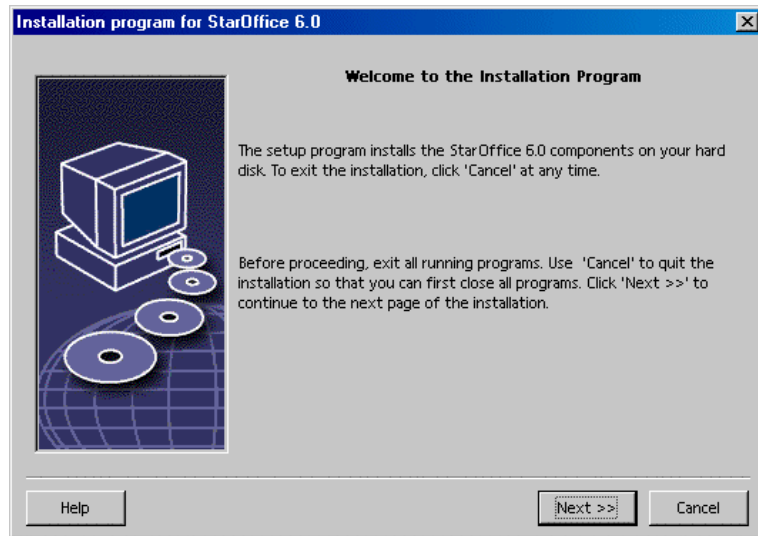 Installation program for StarOffice 6.0
Welcome to the Installation Program
The setup program installs the StarOffice 6.0 components on your hard
disk. To exit the installation, click 'Cancel' at any time.
Before proceeding, exit all running programs. Use 'Cancel' to quit the
installation so that you can first close all programs. Click 'Next >>' to
continue to the next page of the installation.
Help
Next >>
Cancel